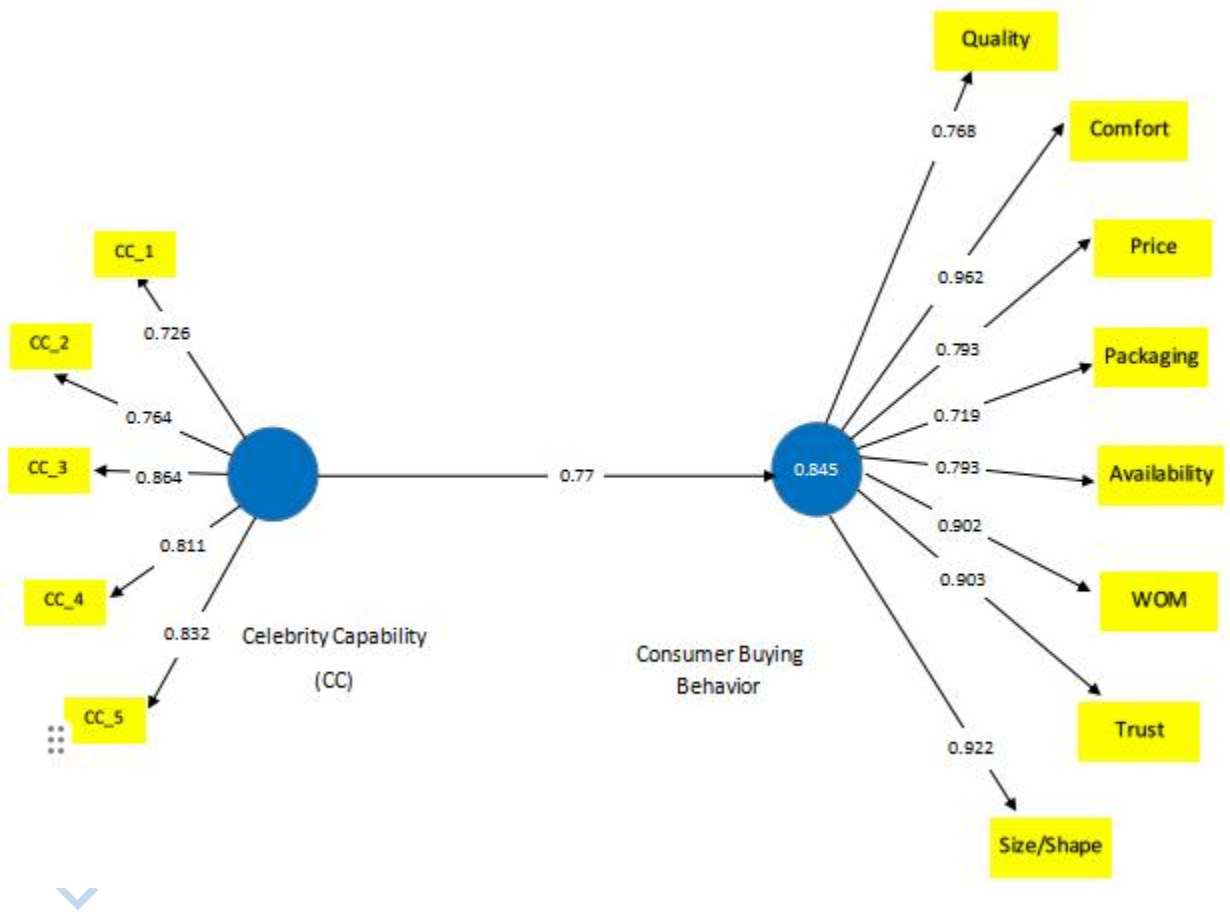 Quality
0.768
Comfort
0.962
Price
0.793
Packaging
0.719
Availability
0.793
WOM
0.902
Trust
0.903
Size/Shape
0.922
CC_1
0.726
CC_2
0.764
CC_3
0.864
CC_4
0.811
CC_5
0.832
0.77
0.845
Celebrity Capability
(CC)
Consumer Buying
Behavior